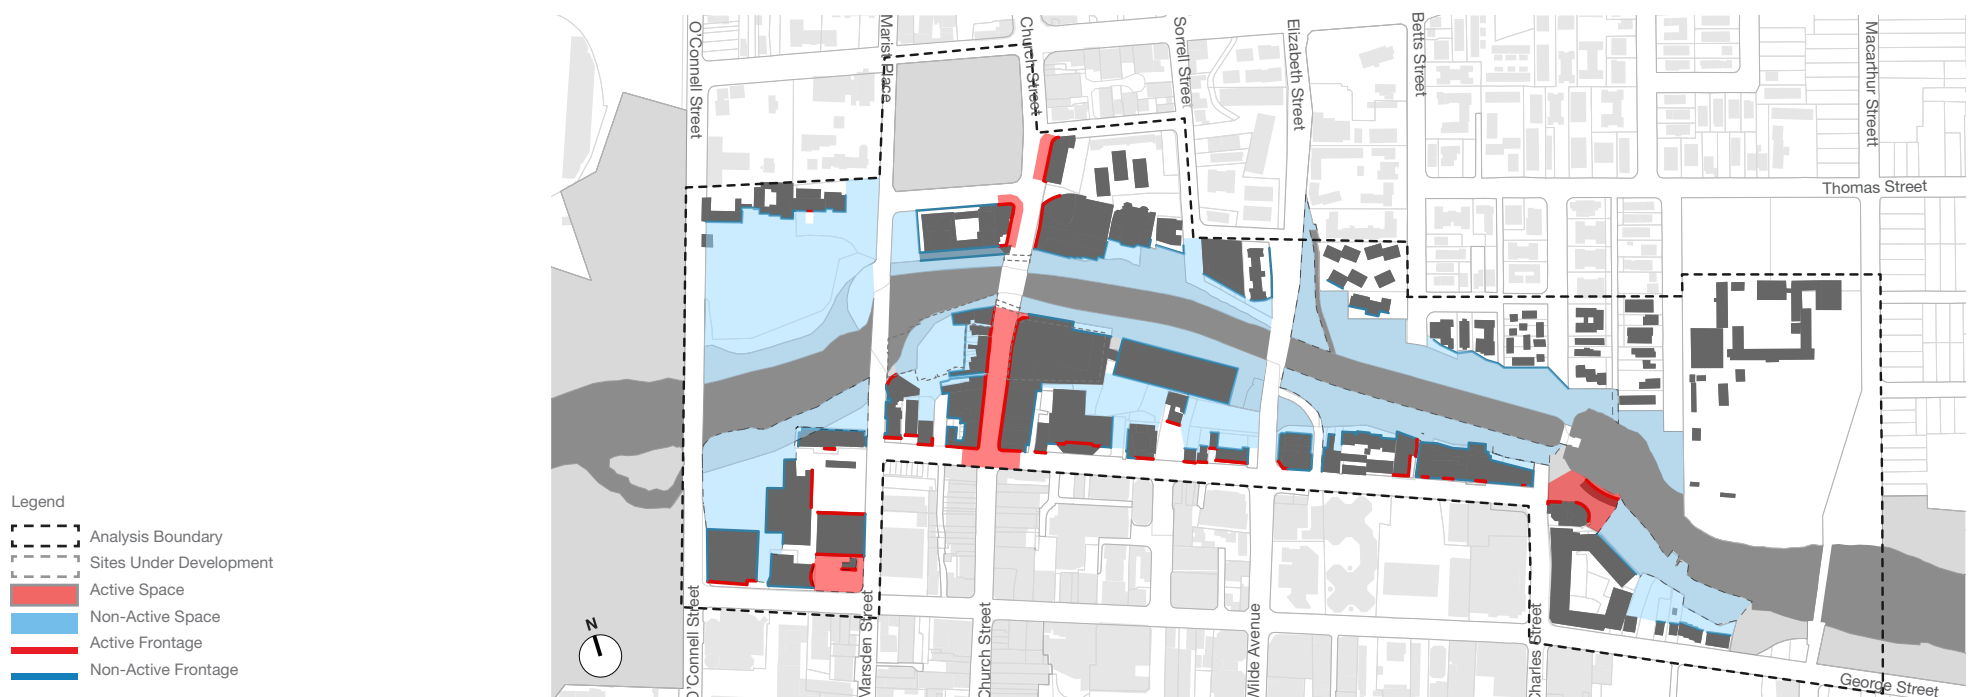 O'Connell Street
Marist Place
Church Street
Sorrell Street
Elizabeth Street
Betts Street
Macarthur Streett
Thomas Street
Legend
Analysis Boundary
Sites Under Development
Active Space
Non-Active Space
Active Frontage
Non-Active Frontage
N
O'Connell Street
Marsden Street
Church Street
Wilde Avenue
Charles Street
George Street